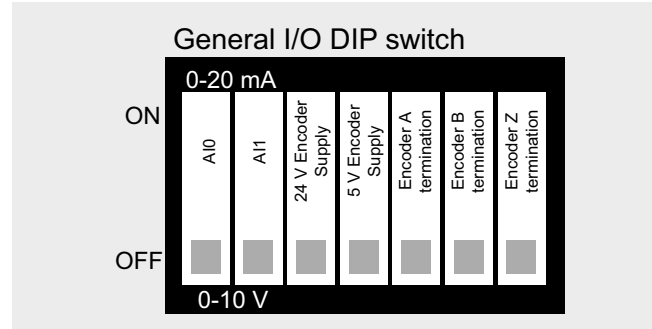 General I/O DIP switch
0-20 mA
ON
AI0
AI1
24 V Encoder
Supply
5 V Encoder
Supply
Encoder A
termination
Encoder B
termination
Encoder Z
termination
OFF
0-10 V